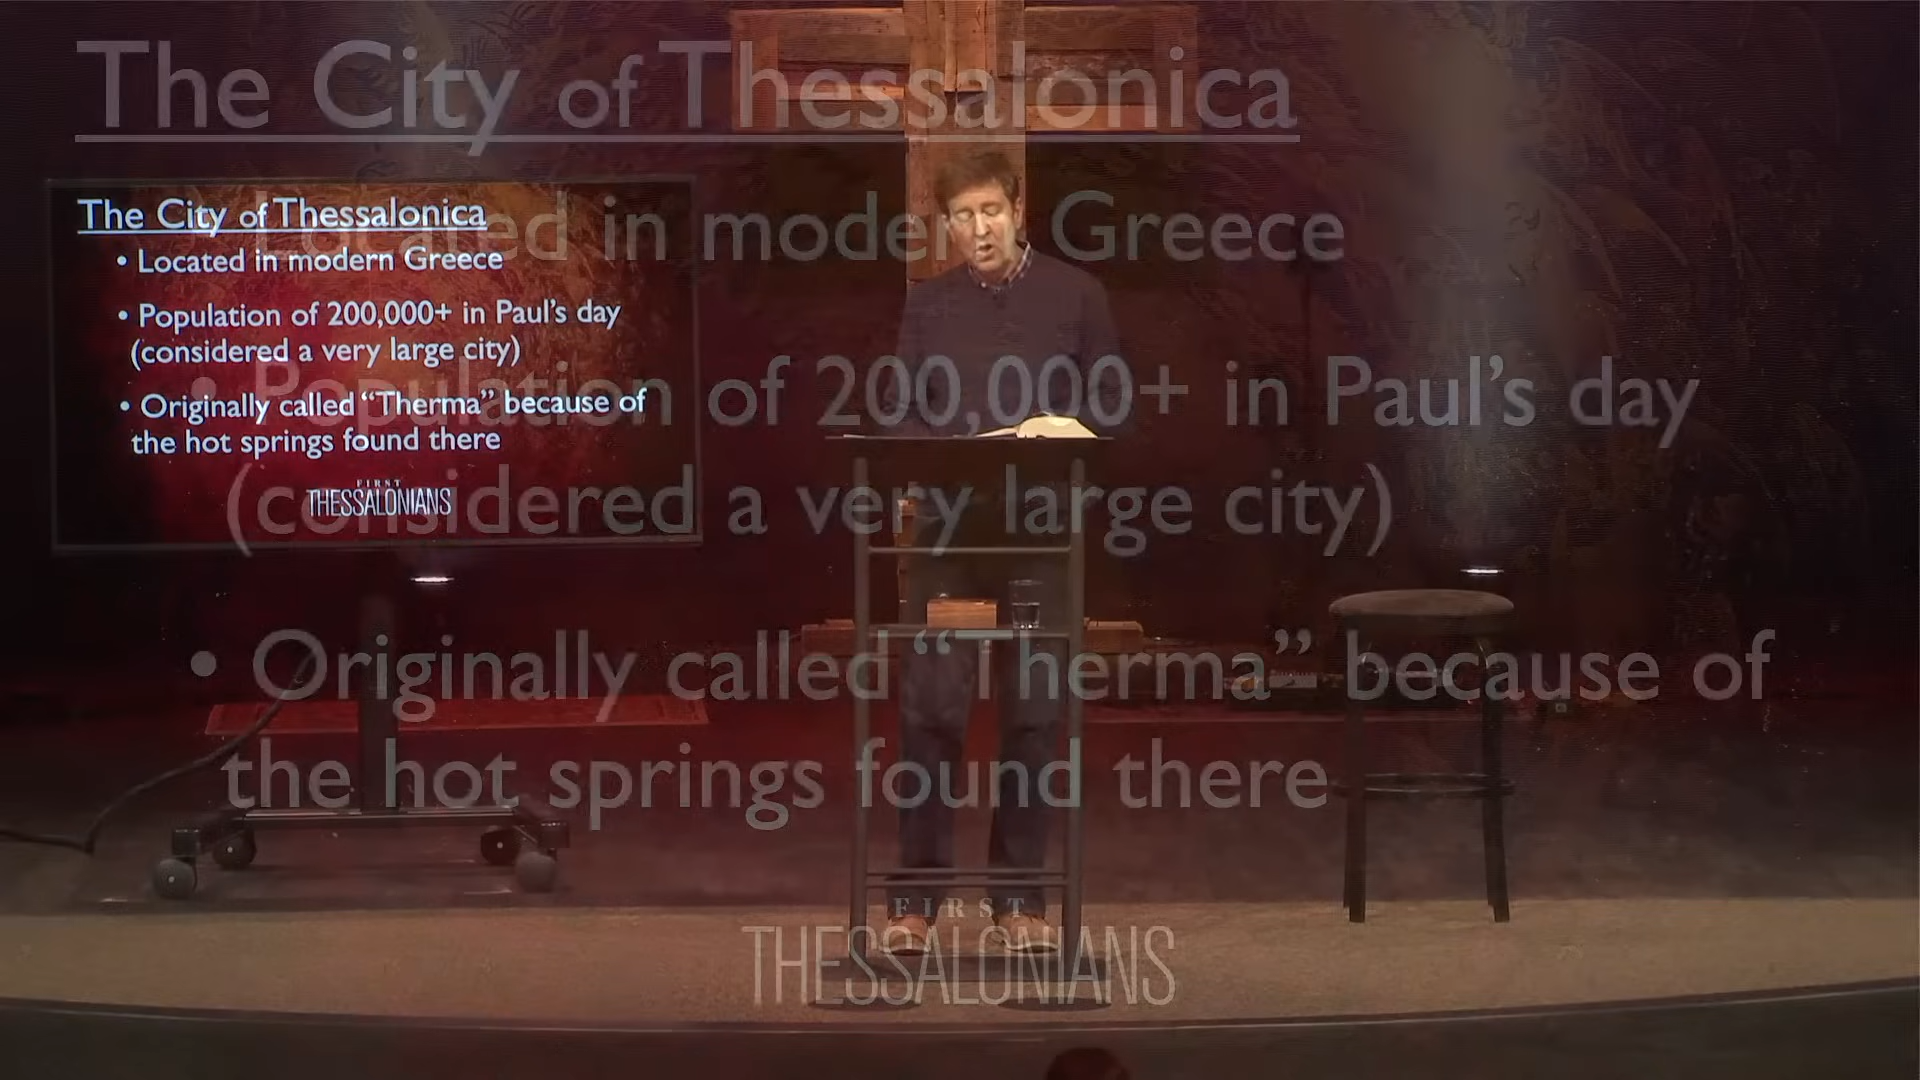 The City of Thessalonica
• Located in modern Greece
• Population of 200,000+ in Paul's day
(considered a very large city)
• Originally called “Therma” because of
the hot springs found there
FIRST
THESSALONIANS
The City of Thessalonica
Located in modern Greece
• Population of 200,000+ in Paul’s day
(considered a very large city)
• Originally called “Therma” because of
the hot springs found there
FIRST
THESSALONIANS